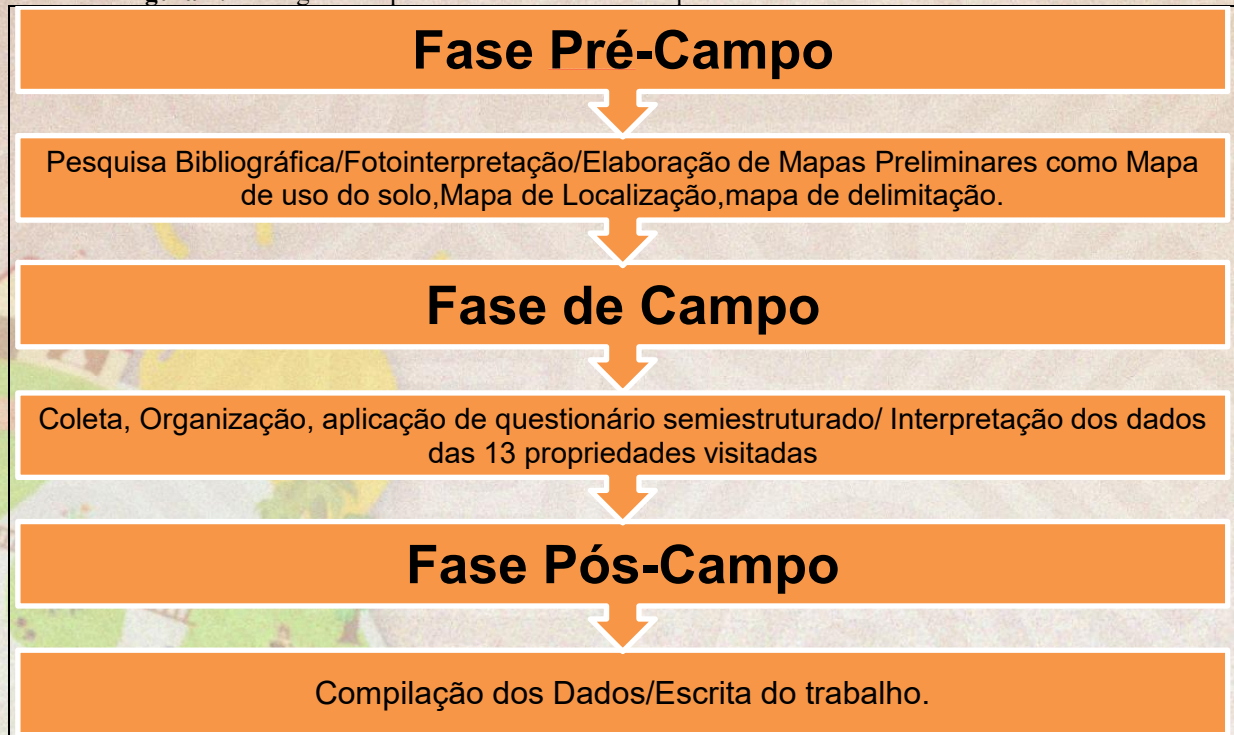 Fase Pré-Campo
Pesquisa Bibliográfica/Fotointerpretação/Elaboração de Mapas Preliminares como Mapa
de uso do solo,Mapa de Localização,mapa de delimitação.
Fase de Campo
Coleta, Organização, aplicação de questionário semiestruturado/ Interpretação dos dados
das 13 propriedades visitadas
Fase Pós-Campo
Compilação dos Dados/Escrita do trabalho.